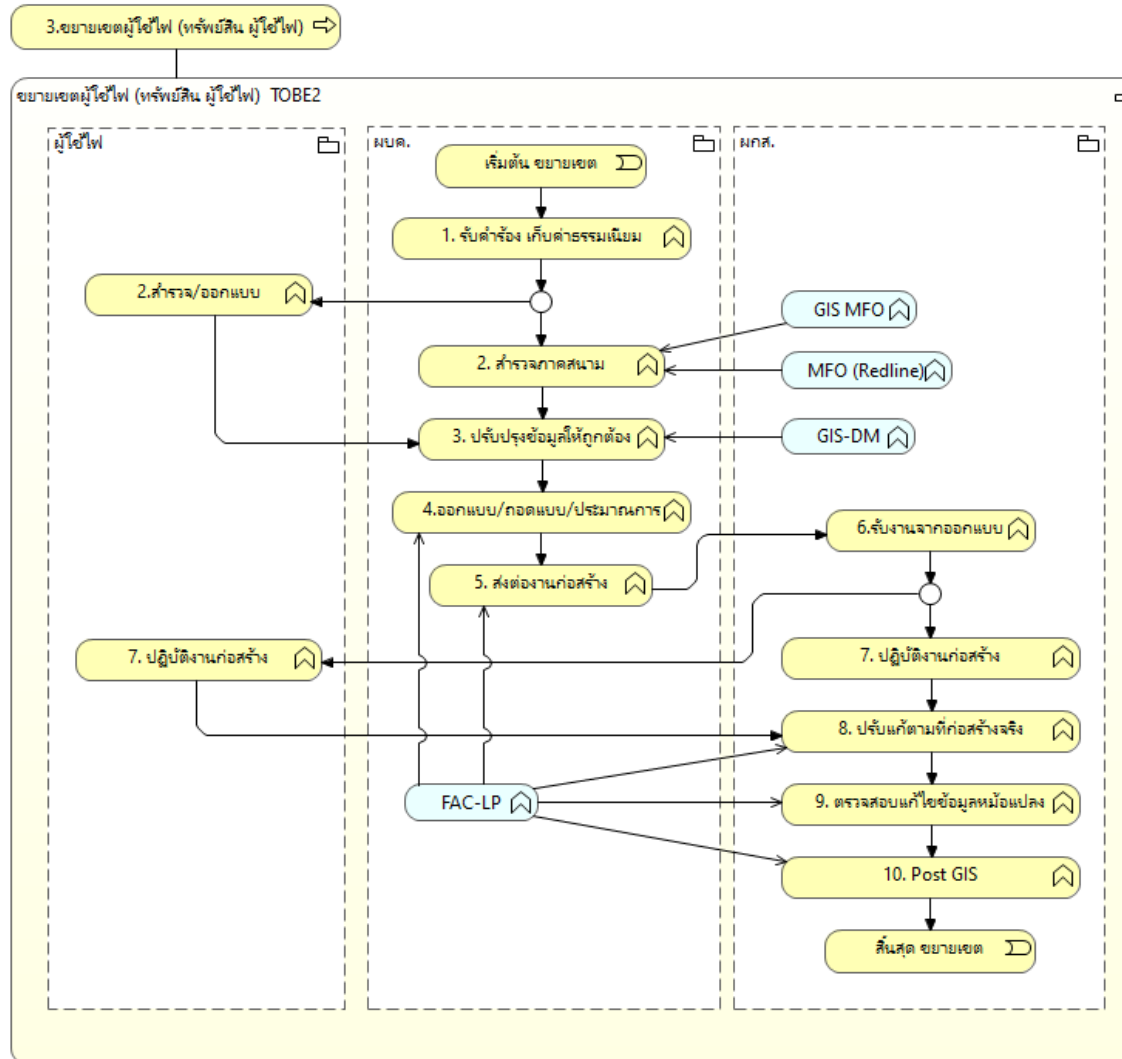 3.ขยายเขตผู้ใช้ไฟ (ทรัพย์สิน ผู้ใช้ไฟ)
ขยายเขตผู้ใช้ไฟ (ทรัพย์สิน ผู้ใช้ไฟ) TOBE2
ผู้ใช้ไฟ
ผบต.
ผกส.
เริ่มต้น ขยายเขต
1. รับคำร้อง เก็บค่าธรรมเนียม
2.สำรวจ/ออกแบบ
GIS MFO
2. สำรวจภาคสนาม
MFO (Redline)
3. ปรับปรุงข้อมูลให้ถูกต้อง
GIS-DM
4.ออกแบบ/ถอดแบบ/ประมาณการ
6.รับงานจากออกแบบ
5. ส่งต่องานก่อสร้าง
7. ปฏิบัติงานก่อสร้าง
7. ปฏิบัติงานก่อสร้าง
8. ปรับแก้ตามที่ก่อสร้างจริง
FAC-LP
9. ตรวจสอบแก้ไขข้อมูลหม้อแปลง
10. Post GIS
สิ้นสุด ขยายเขต